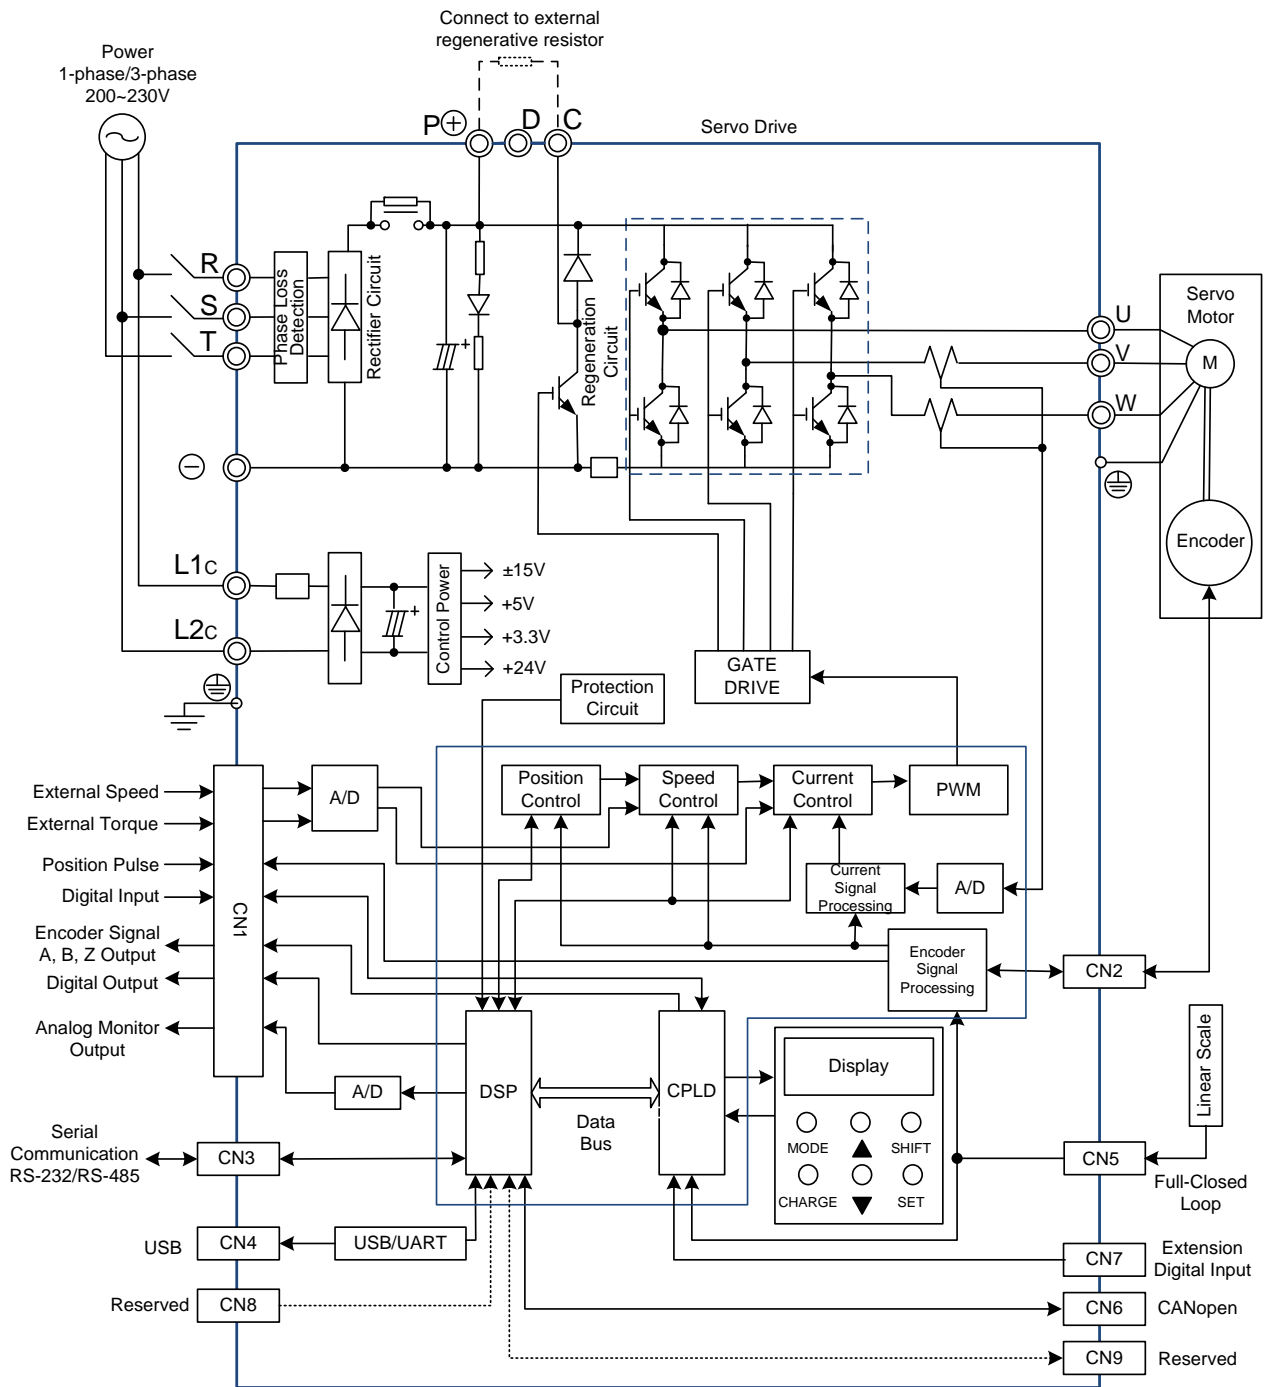 Connect to external
regenerative resistor
Power
1-phase/3-phase
200~230V
P⊕
D
C
Servo Drive
R
S
T
Phase Loss
Detection
Rectifier Circuit
+
Regeneration
Circuit
U
V
W
Servo
Motor
M
Encoder
L1C
L2C
+
Control Power
±15V
+5V
+3.3V
+24V
GATE
DRIVE
Protection
Circuit
External Speed
External Torque
Position Pulse
Digital Input
Encoder Signal
A, B, Z Output
Digital Output
Analog Monitor
Output
CN1
A/D
Position
Control
Speed
Control
Current
Control
PWM
Current
Signal
Processing
A/D
Encoder
Signal
Processing
CN2
Linear Scale
A/D
DSP
Data
Bus
CPLD
Display
MODE
▲
SHIFT
CHARGE
▼
SET
Serial
Communication
RS-232/RS-485
CN3
CN5
Full-Closed
Loop
USB
CN4
USB/UART
CN7
Extension
Digital Input
Reserved
CN8
CN6
CANopen
CN9
Reserved